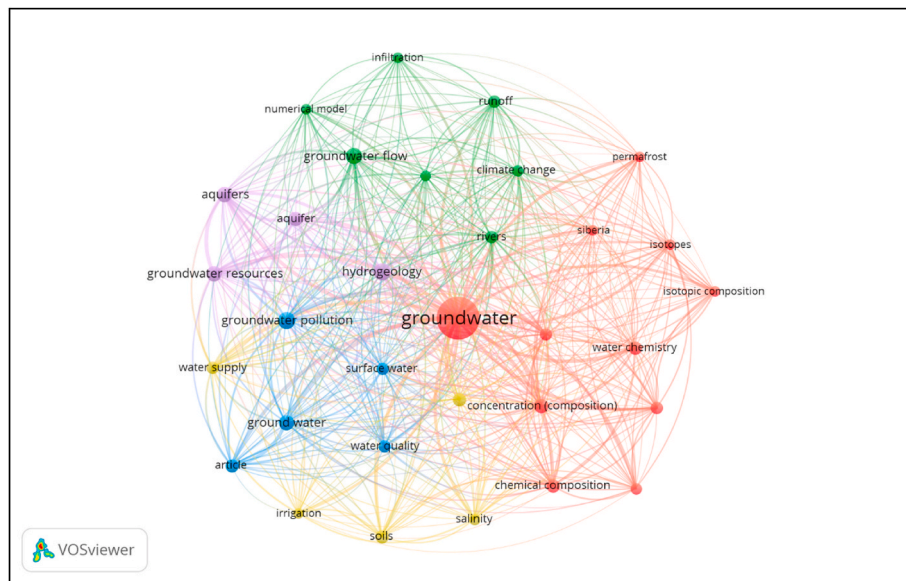 infiltration
runoff
numerical model
groundwater flow
permafrost
climate change
aquifers
aquifer
siberia
rivers
isotopes
groundwater resources
hydrogeology
isotopic composition
groundwater pollution
groundwater
water chemistry
water supply
surface water
concentration (composition)
ground water
water quality
article
chemical composition
irrigation
salinity
soils
VOSviewer